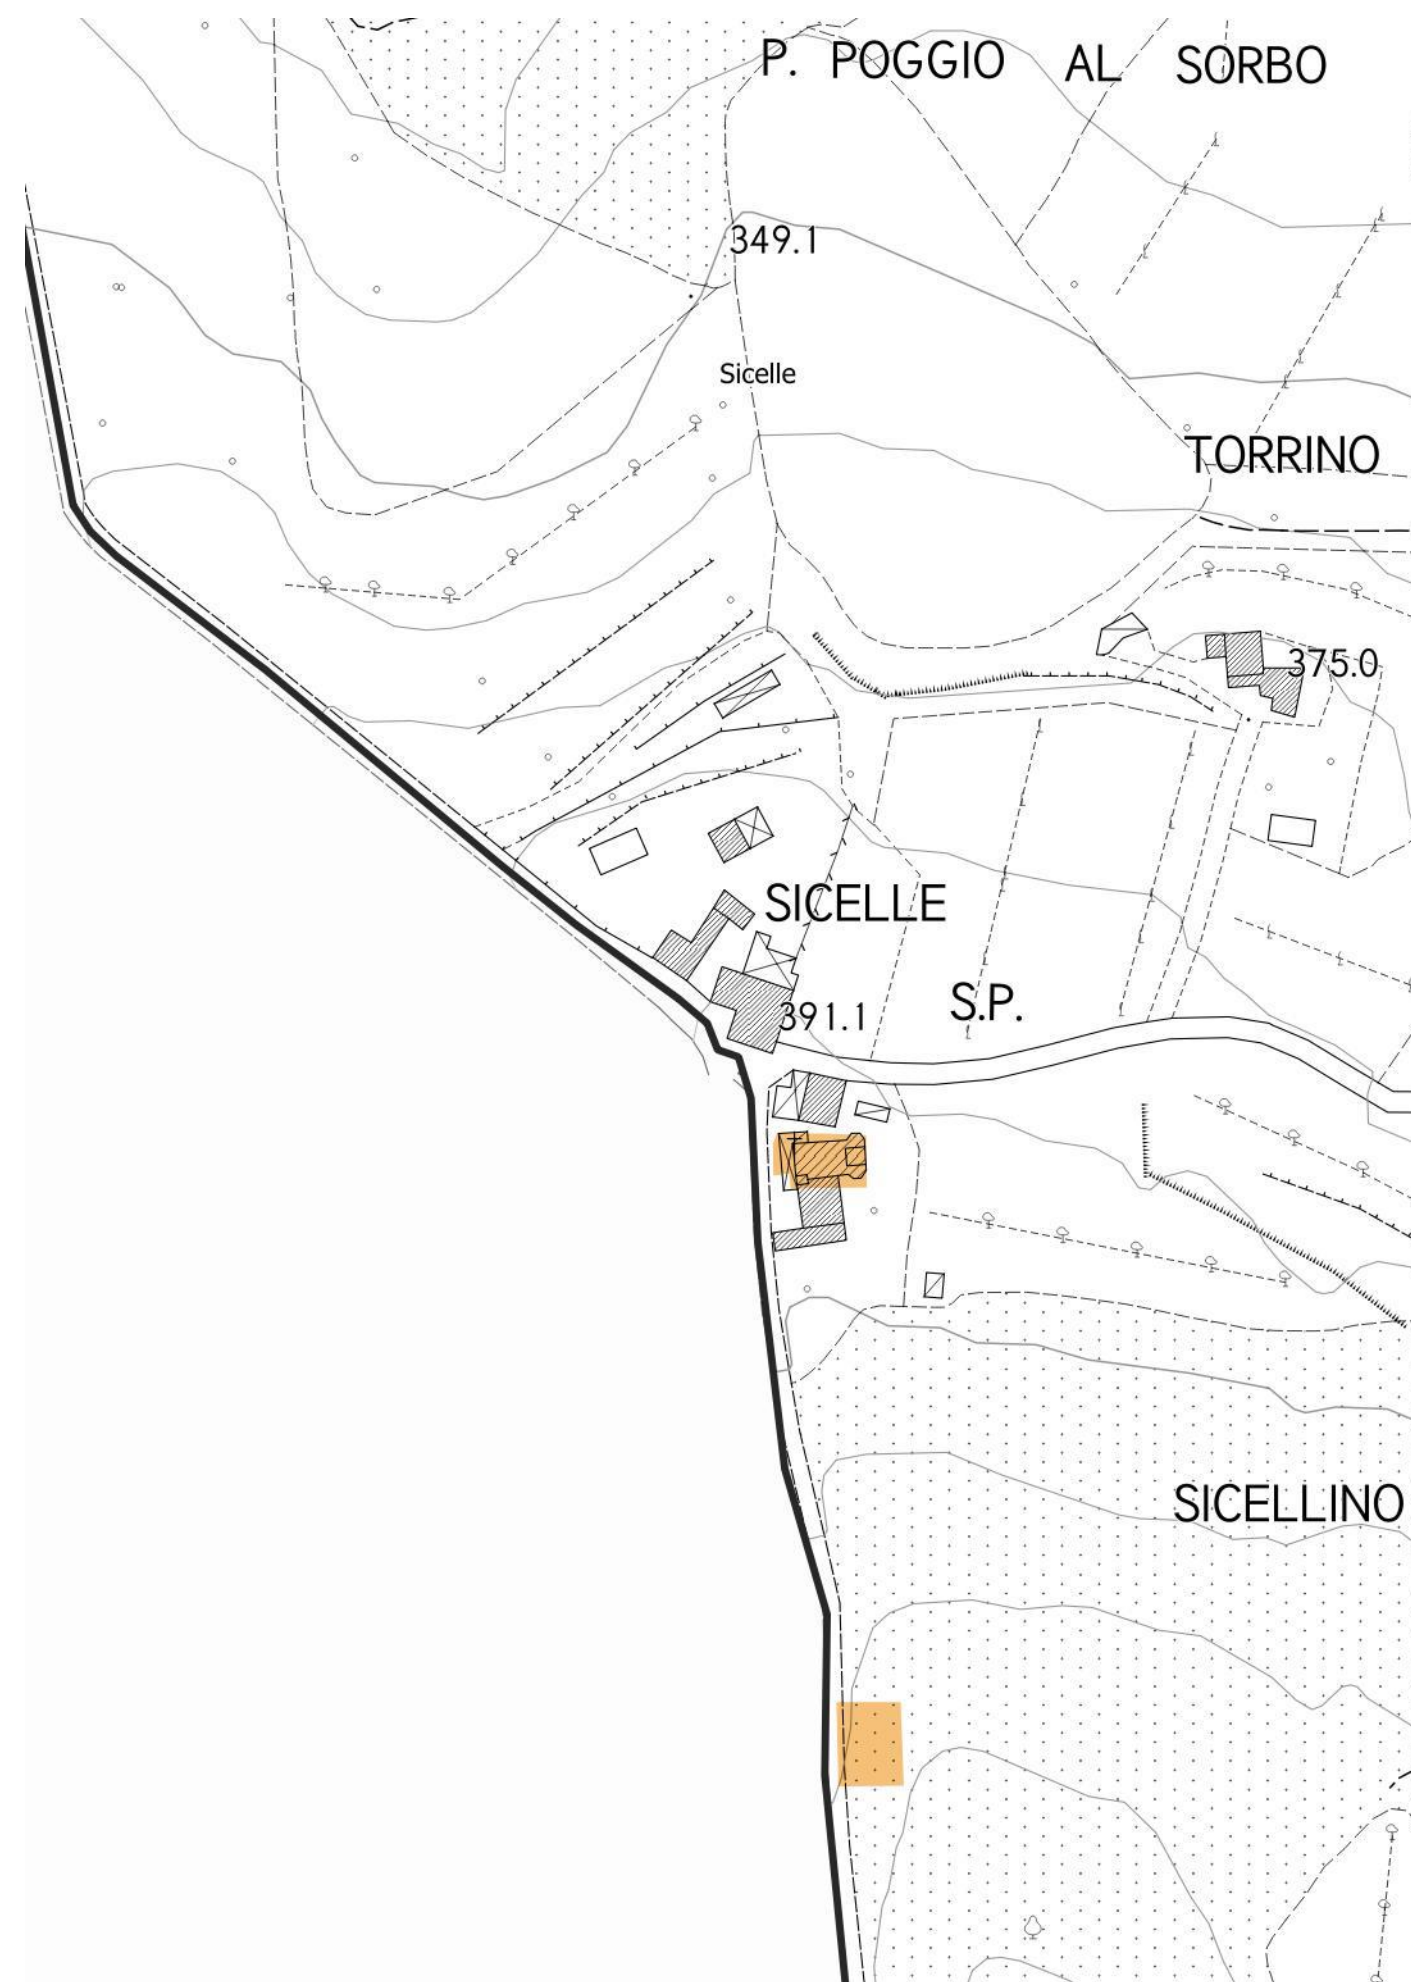 P. POGGIO AL SORBO
349.1
Sicelle
TORRINO
375.0
SICELLE
S.P.
391.1
SICELLINO